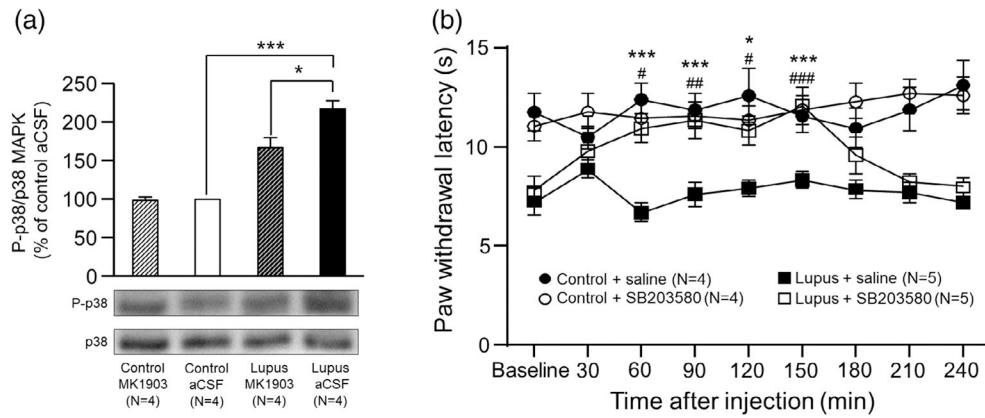 (a)
***
*
P-p38/p38 MAPK
(% of control aCSF)
250
200
150
100
50
0
P-p38
p38
Control
MK1903
(N=4)
Control
aCSF
(N=4)
Lupus
MK1903
(N=4)
Lupus
aCSF
(N=4)
(b)
Paw withdrawal latency (s)
15
10
5
0
***
#
***
##
*
#
***
###
Control + saline (N=4)
Control + SB203580 (N=4)
Lupus + saline (N=5)
Lupus + SB203580 (N=5)
Baseline 30 60 90 120 150 180 210 240
Time after injection (min)